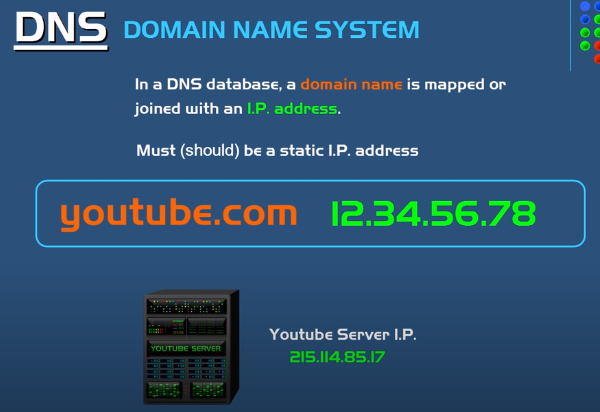 DNS DOMAIN NAME SYSTEM
In a DNS database, a domain name is mapped or
joined with an I.P. address.
Must (should) be a static I.P. address
youtube.com 12.34.56.78
YOUTUBE SERVER
Youtube Server I.P.
215.114.85.17